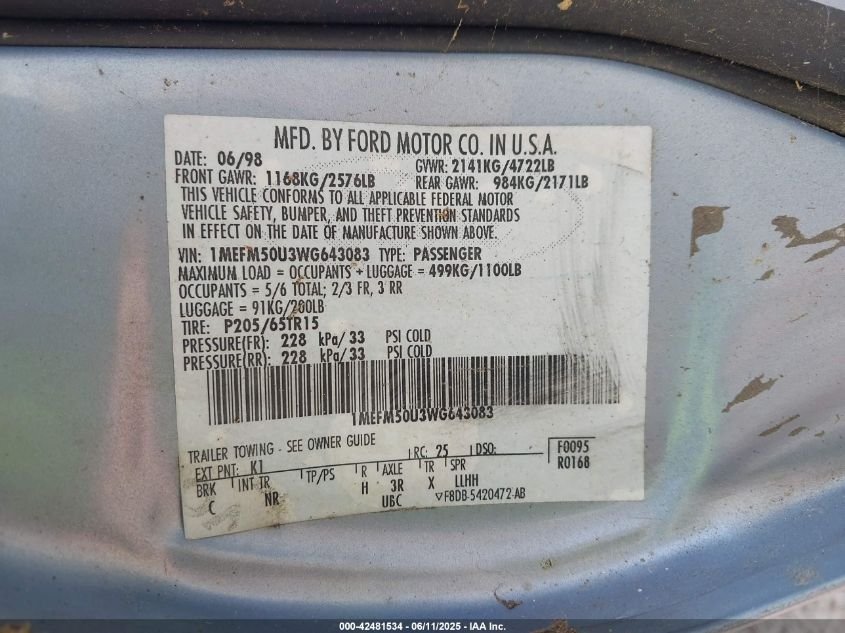 MFD. BY FORD MOTOR CO. IN U.S.A.
DATE: 06/98 GVWR: 2141KG/4722LB
FRONT GAWR: 1168KG/2576LB REAR GAWR: 984KG/2171LB
THIS VEHICLE CONFORMS TO ALL APPLICABLE FEDERAL MOTOR
VEHICLE SAFETY, BUMPER, AND THEFT PREVENTION STANDARDS
IN EFFECT ON THE DATE OF MANUFACTURE SHOWN ABOVE.
VIN: 1MEFM50U3WG643083 TYPE: PASSENGER
MAXIMUM LOAD = OCCUPANTS + LUGGAGE = 499KG/1100LB
OCCUPANTS = 5/6 TOTAL; 2/3 FR, 3 RR
LUGGAGE = 91KG/200LB
TIRE: P205/65TR15
PRESSURE(FR): 228 kPa/ 33 PSI COLD
PRESSURE(RR): 228 kPa/ 33 PSI COLD
1MEFM50U3WG643083
TRAILER TOWING - SEE OWNER GUIDE
EXT PNT: K1 RC: 25 DSO: F0095
BRK INT TR TP/PS R AXLE TR SPR R0168
C NR H 3R X LLHH
UBC F8DB-5420472-AB
000-42481534 - 06/11/2025 - IAA Inc.